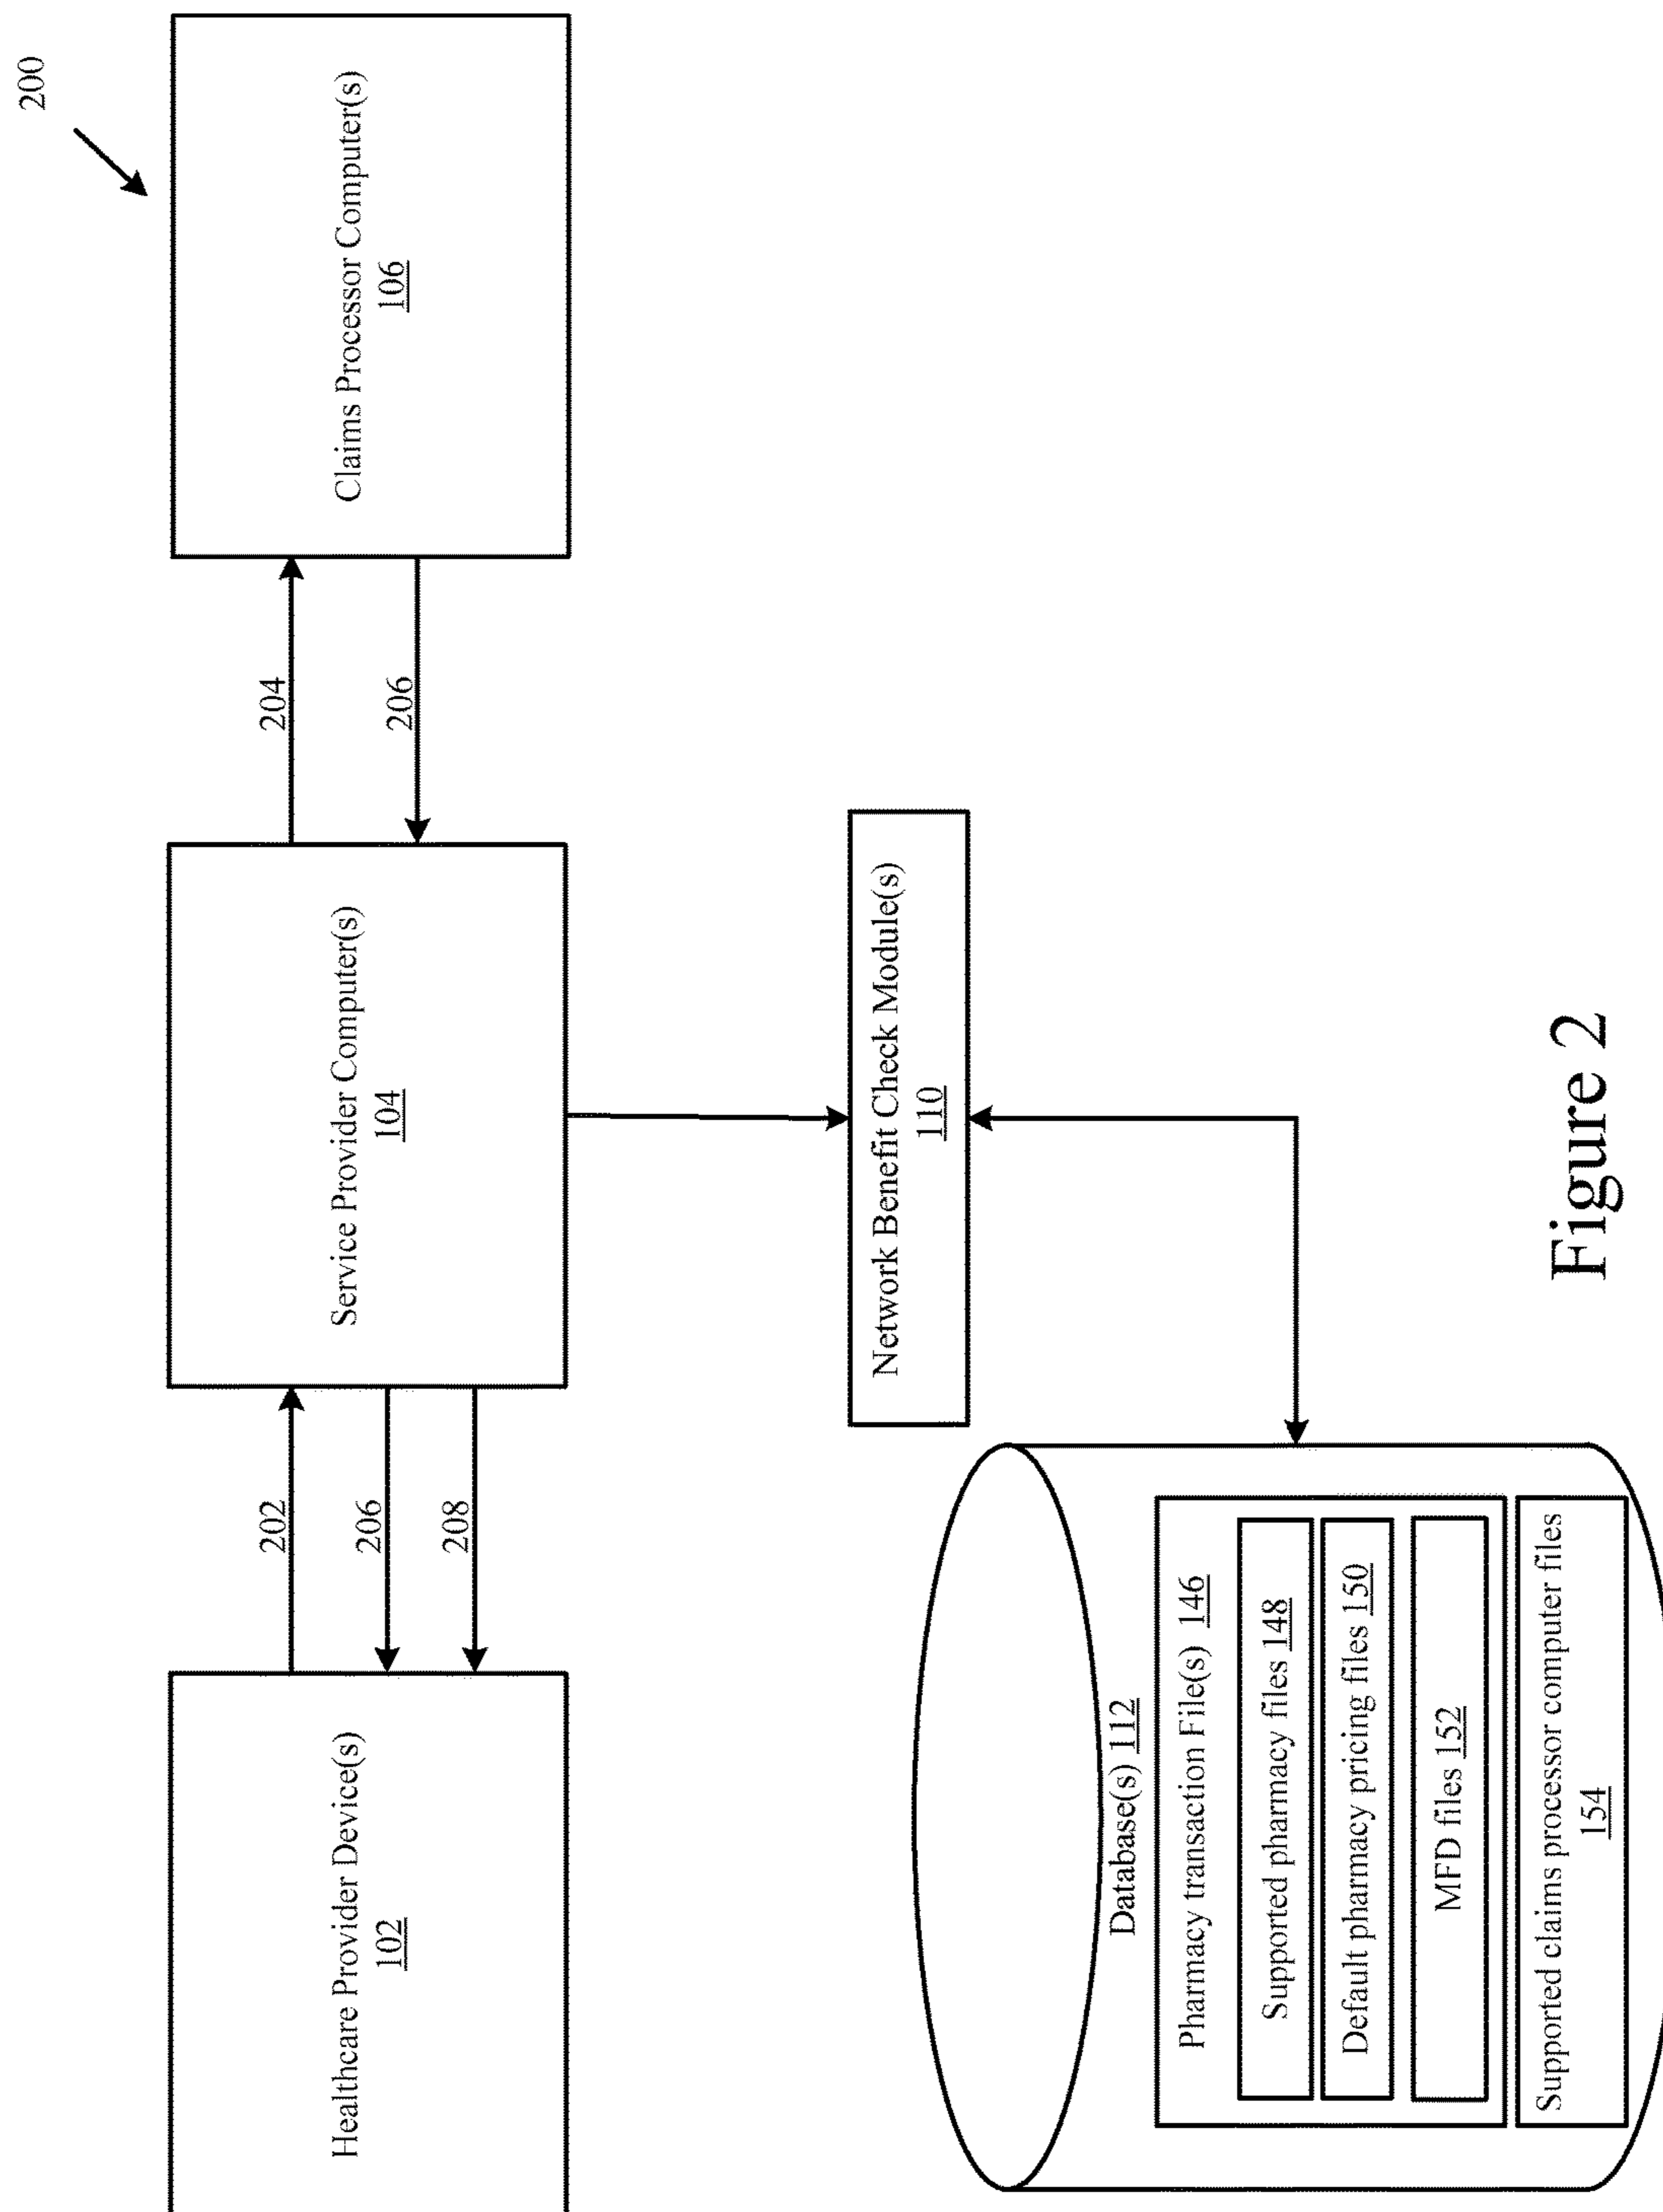 200
Healthcare Provider Device(s)
102
202
206
208
Service Provider Computer(s)
104
204
206
Claims Processor Computer(s)
106
Network Benefit Check Module(s)
110
Database(s) 112
Pharmacy transaction File(s) 146
Supported pharmacy files 148
Default pharmacy pricing files 150
MFD files 152
Supported claims processor computer files
154
Figure 2